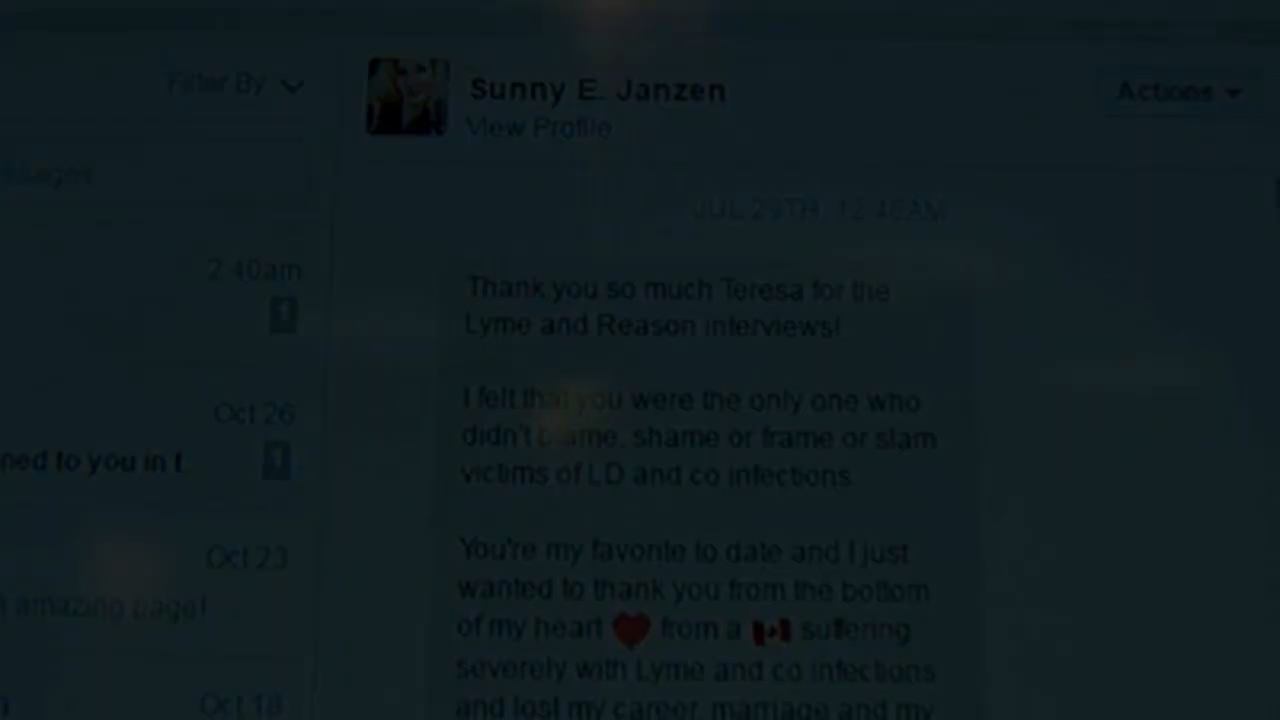 Filter By
Sunny E. Janzen
Actions
View Profile
JUL 29TH, 12:46AM
2:40am
1
Thank you so much Teresa for the
Lyme and Reason interviews!
Oct 26
I felt that you were the only one who
didn't blame, shame or frame or slam
ned to you in f
1
victims of LD and co infections.
Oct 23
You're my favorite to date and I just
wanted to thank you from the bottom
amazing page!
of my heart ❤ from a 🇨🇦 suffering
severely with Lyme and co infections
Oct 18
and lost my career, marriage and my